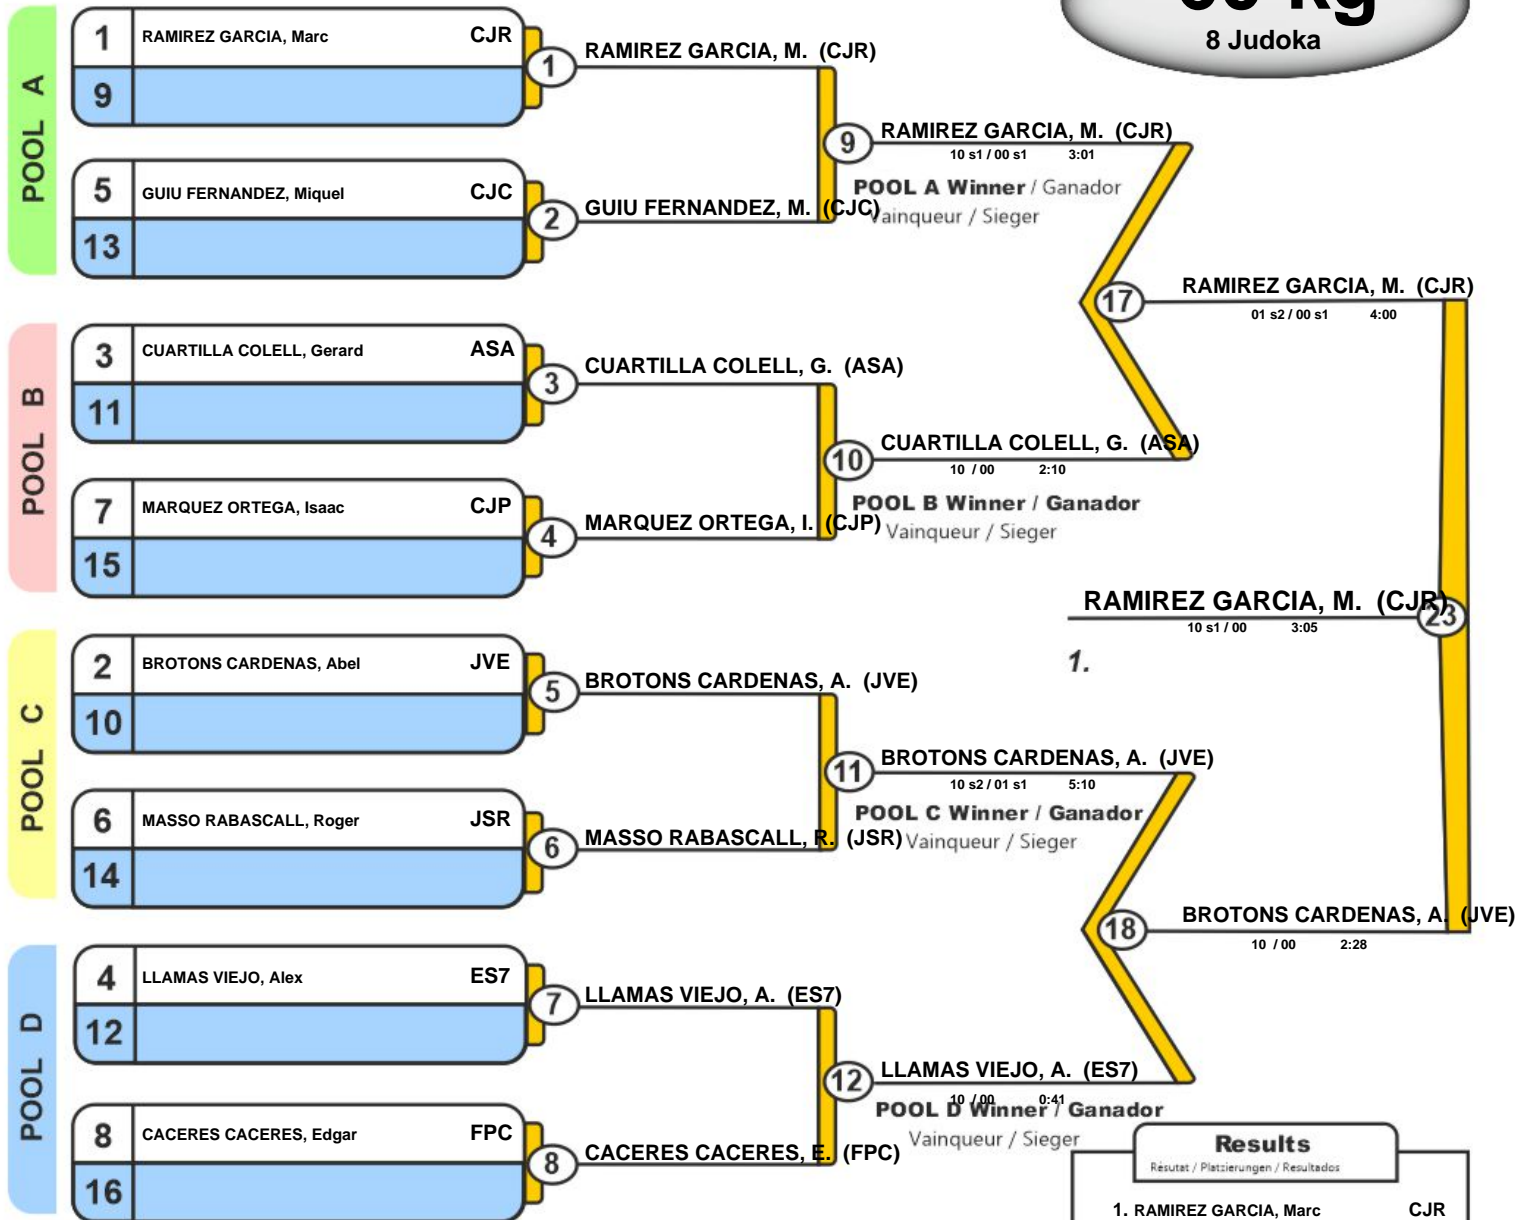 8 Judoka
POOL A
1 RAMIREZ GARCIA, Marc CJR
9
5 GUIU FERNANDEZ, Miquel CJC
13
1 RAMIREZ GARCIA, M. (CJR)
2 GUIU FERNANDEZ, M. (CJC)
9 RAMIREZ GARCIA, M. (CJR)
10 s1 / 00 s1 3:01
POOL A Winner / Ganador
Vainqueur / Sieger
POOL B
3 CUARTILLA COLELL, Gerard ASA
11
7 MARQUEZ ORTEGA, Isaac CJP
15
3 CUARTILLA COLELL, G. (ASA)
4 MARQUEZ ORTEGA, I. (CJP)
10 CUARTILLA COLELL, G. (ASA)
10 / 00 2:10
POOL B Winner / Ganador
Vainqueur / Sieger
17 RAMIREZ GARCIA, M. (CJR)
01 s2 / 00 s1 4:00
RAMIREZ GARCIA, M. (CJR) 23
10 s1 / 00 3:05
1.
POOL C
2 BROTONS CARDENAS, Abel JVE
10
6 MASSO RABASCALL, Roger JSR
14
5 BROTONS CARDENAS, A. (JVE)
6 MASSO RABASCALL, R. (JSR)
11 BROTONS CARDENAS, A. (JVE)
10 s2 / 01 s1 5:10
POOL C Winner / Ganador
Vainqueur / Sieger
18 BROTONS CARDENAS, A. (JVE)
10 / 00 2:28
POOL D
4 LLAMAS VIEJO, Alex ES7
12
8 CACERES CACERES, Edgar FPC
16
7 LLAMAS VIEJO, A. (ES7)
8 CACERES CACERES, E. (FPC)
12 LLAMAS VIEJO, A. (ES7)
10 / 00 0:41
POOL D Winner / Ganador
Vainqueur / Sieger
Results
Résutat / Platzierungen / Resultados
1. RAMIREZ GARCIA, Marc CJR